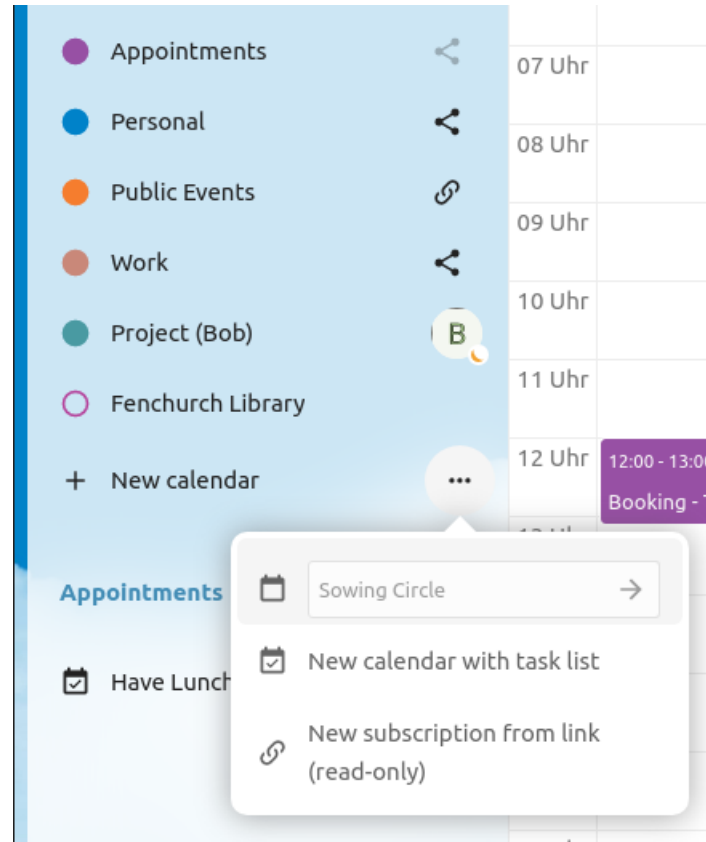 Appointments
Personal
Public Events
Work
Project (Bob)
B
Fenchurch Library
New calendar
Sowing Circle
New calendar with task list
New subscription from link
(read-only)
Appointments
Have Lunch
07 Uhr
08 Uhr
09 Uhr
10 Uhr
11 Uhr
12 Uhr
12:00 - 13:00
Booking -